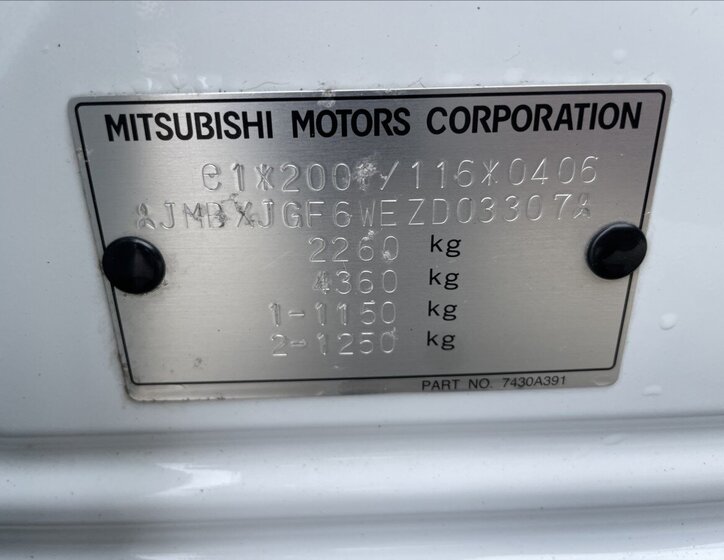 MITSUBISHI MOTORS CORPORATION
e1*2007/116*0406
*JMBXJGF6WEZD03307*
2260 kg
4360 kg
1-1150 kg
2-1250 kg
PART NO. 7430A391